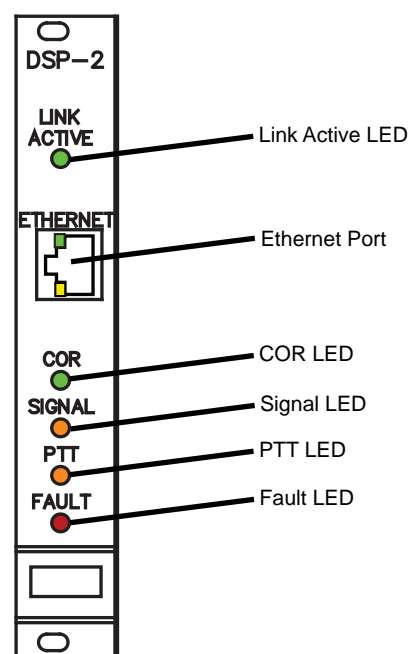 DSP-2
LINK
ACTIVE
Link Active LED
ETHERNET
Ethernet Port
COR
COR LED
SIGNAL
Signal LED
PTT
PTT LED
FAULT
Fault LED